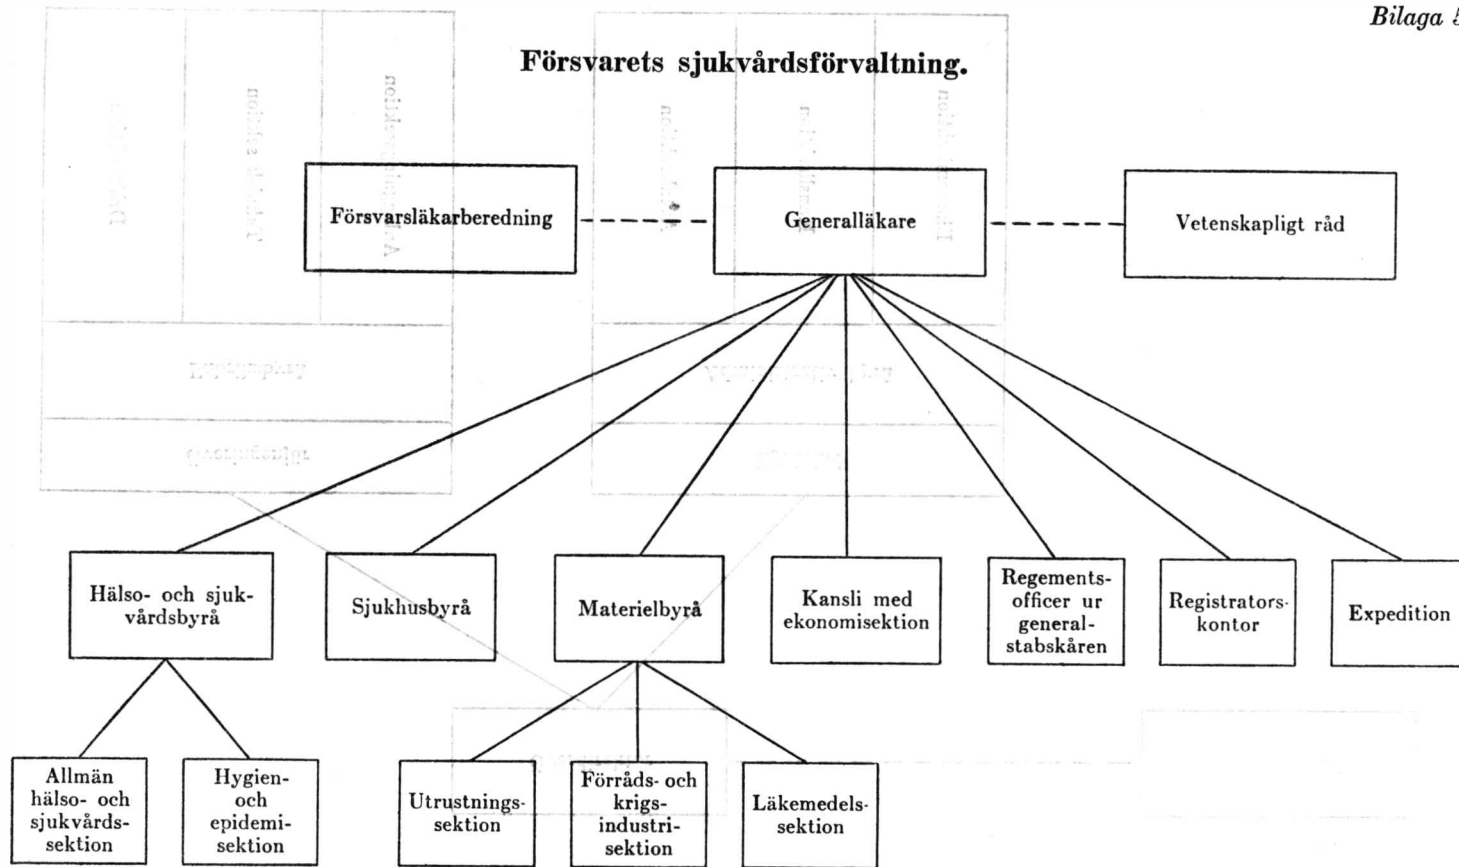 Bilaga 5
Försvarets sjukvårdsförvaltning.
Försvarsläkarberedning
Generalläkare
Vetenskapligt råd
Hälso- och sjuk-
vårdsbyrå
Sjukhusbyrå
Materielbyrå
Kansli med
ekonomisektion
Regements-
officer ur
general-
stabskåren
Registrators-
kontor
Expedition
Allmän
hälso- och
sjukvårds-
sektion
Hygien-
och
epidemi-
sektion
Utrustnings-
sektion
Förråds- och
krigs-
industri-
sektion
Läkemedels-
sektion